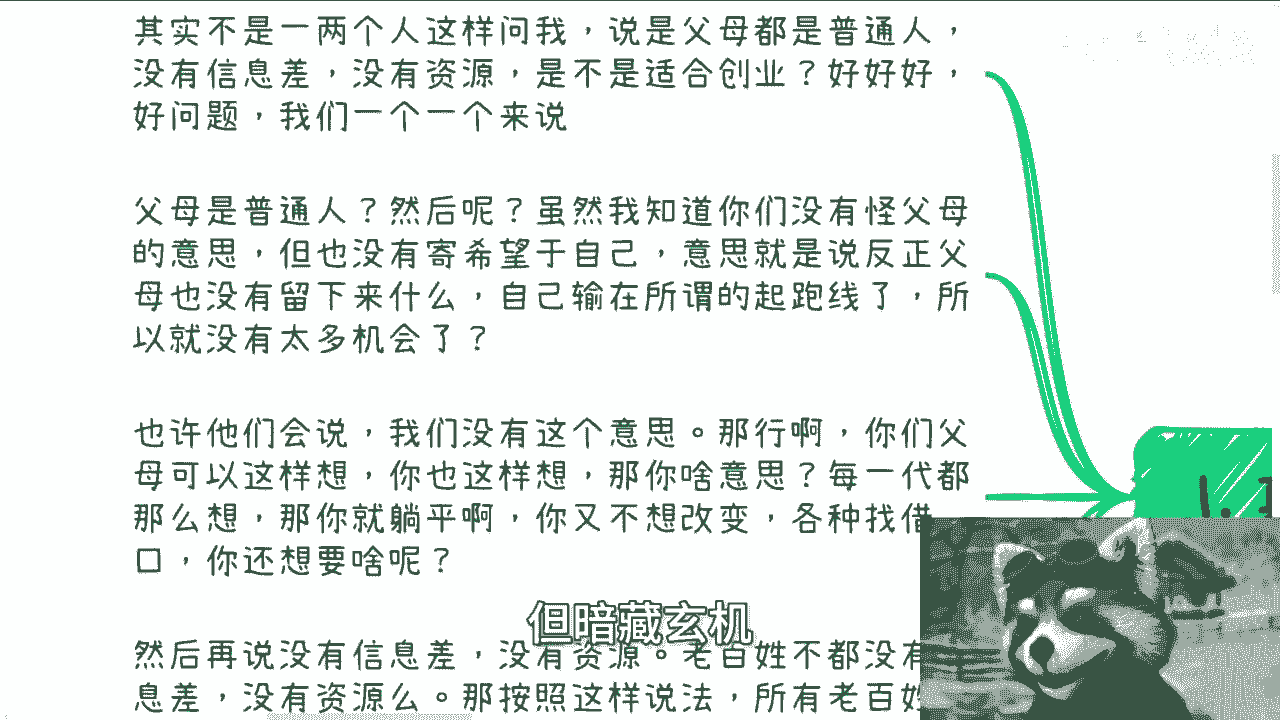 其实不是一两个人这样问我，说是父母都是普通人，
没有信息差，没有资源，是不是适合创业？好好好，
好问题，我们一个一个来说
父母是普通人？然后呢？虽然我知道你们没有怪父母
的意思，但也没有寄希望于自己，意思就是说反正父
母也没有留下来什么，自己输在所谓的起跑线了，所
以就没有太多机会了？
也许他们会说，我们没有这个意思。那行啊，你们父
母可以这样想，你也这样想，那你啥意思？每一代都
那么想，那你就躺平啊，你又不想改变，各种找借
口，你还想要啥呢？
但暗藏玄机
然后再说没有信息差，没有资源。老百姓不都没有
息差，没有资源么。那按照这样说法，所有老百姓